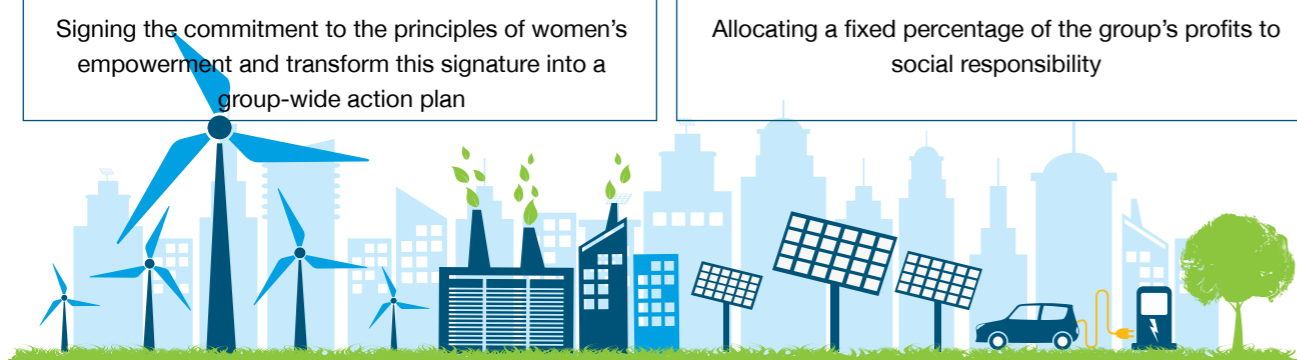 Signing the commitment to the principles of women’s
empowerment and transform this signature into a
group-wide action plan
Allocating a fixed percentage of the group’s profits to
social responsibility